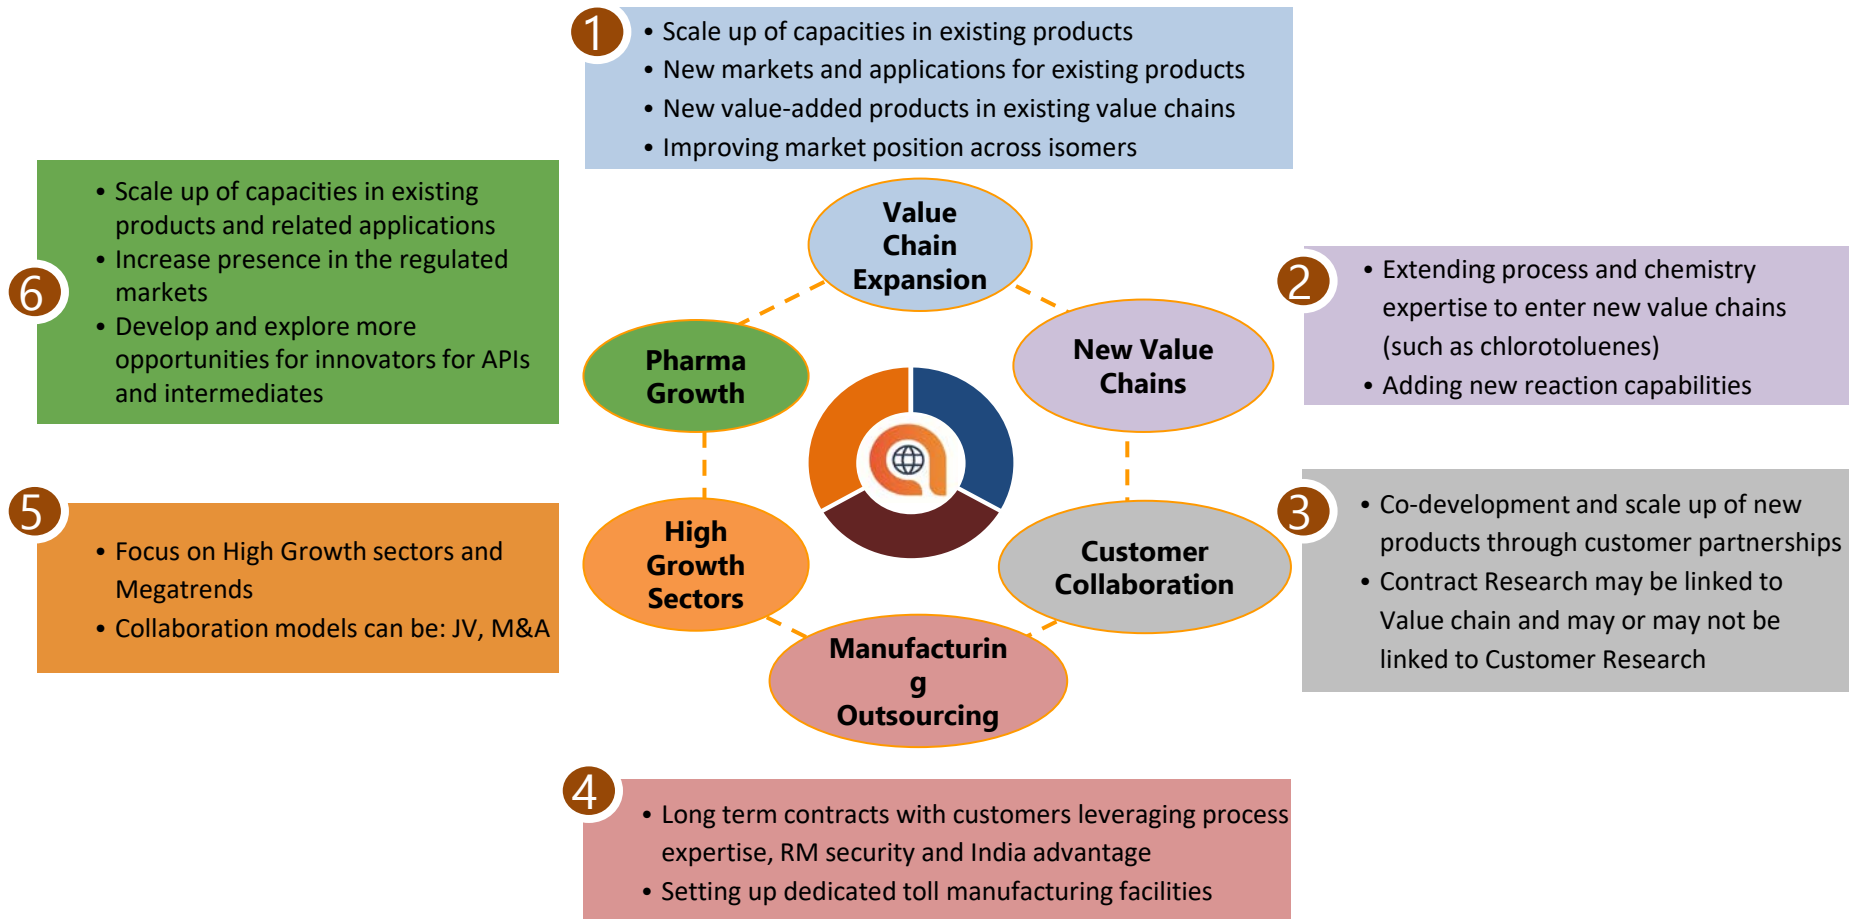 1
• Scale up of capacities in existing products
• New markets and applications for existing products
• New value-added products in existing value chains
• Improving market position across isomers
Value
Chain
Expansion
2
• Extending process and chemistry
expertise to enter new value chains
(such as chlorotoluenes)
• Adding new reaction capabilities
New Value
Chains
3
• Co-development and scale up of new
products through customer partnerships
• Contract Research may be linked to
Value chain and may or may not be
linked to Customer Research
Customer
Collaboration
4
• Long term contracts with customers leveraging process
expertise, RM security and India advantage
• Setting up dedicated toll manufacturing facilities
Manufacturin
g
Outsourcing
5
• Focus on High Growth sectors and
Megatrends
• Collaboration models can be: JV, M&A
High
Growth
Sectors
6
• Scale up of capacities in existing
products and related applications
• Increase presence in the regulated
markets
• Develop and explore more
opportunities for innovators for APIs
and intermediates
Pharma
Growth